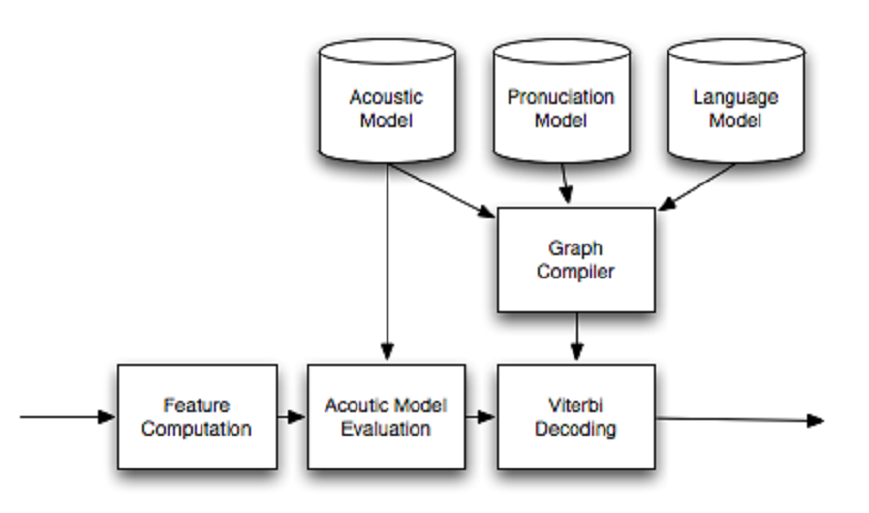 Acoustic
Model
Pronuciation
Model
Language
Model
Graph
Compiler
Feature
Computation
Acoutic Model
Evaluation
Viterbi
Decoding